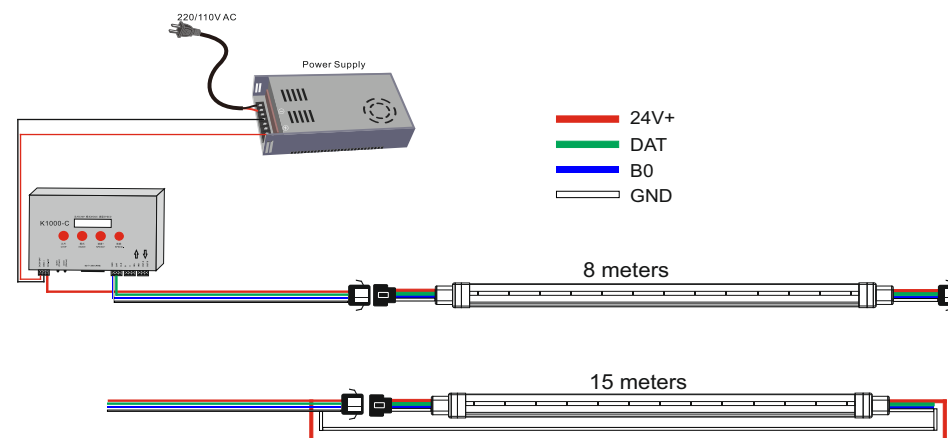 220/110V AC
Power Supply
24V+
DAT
B0
GND
K1000-C
8 meters
15 meters